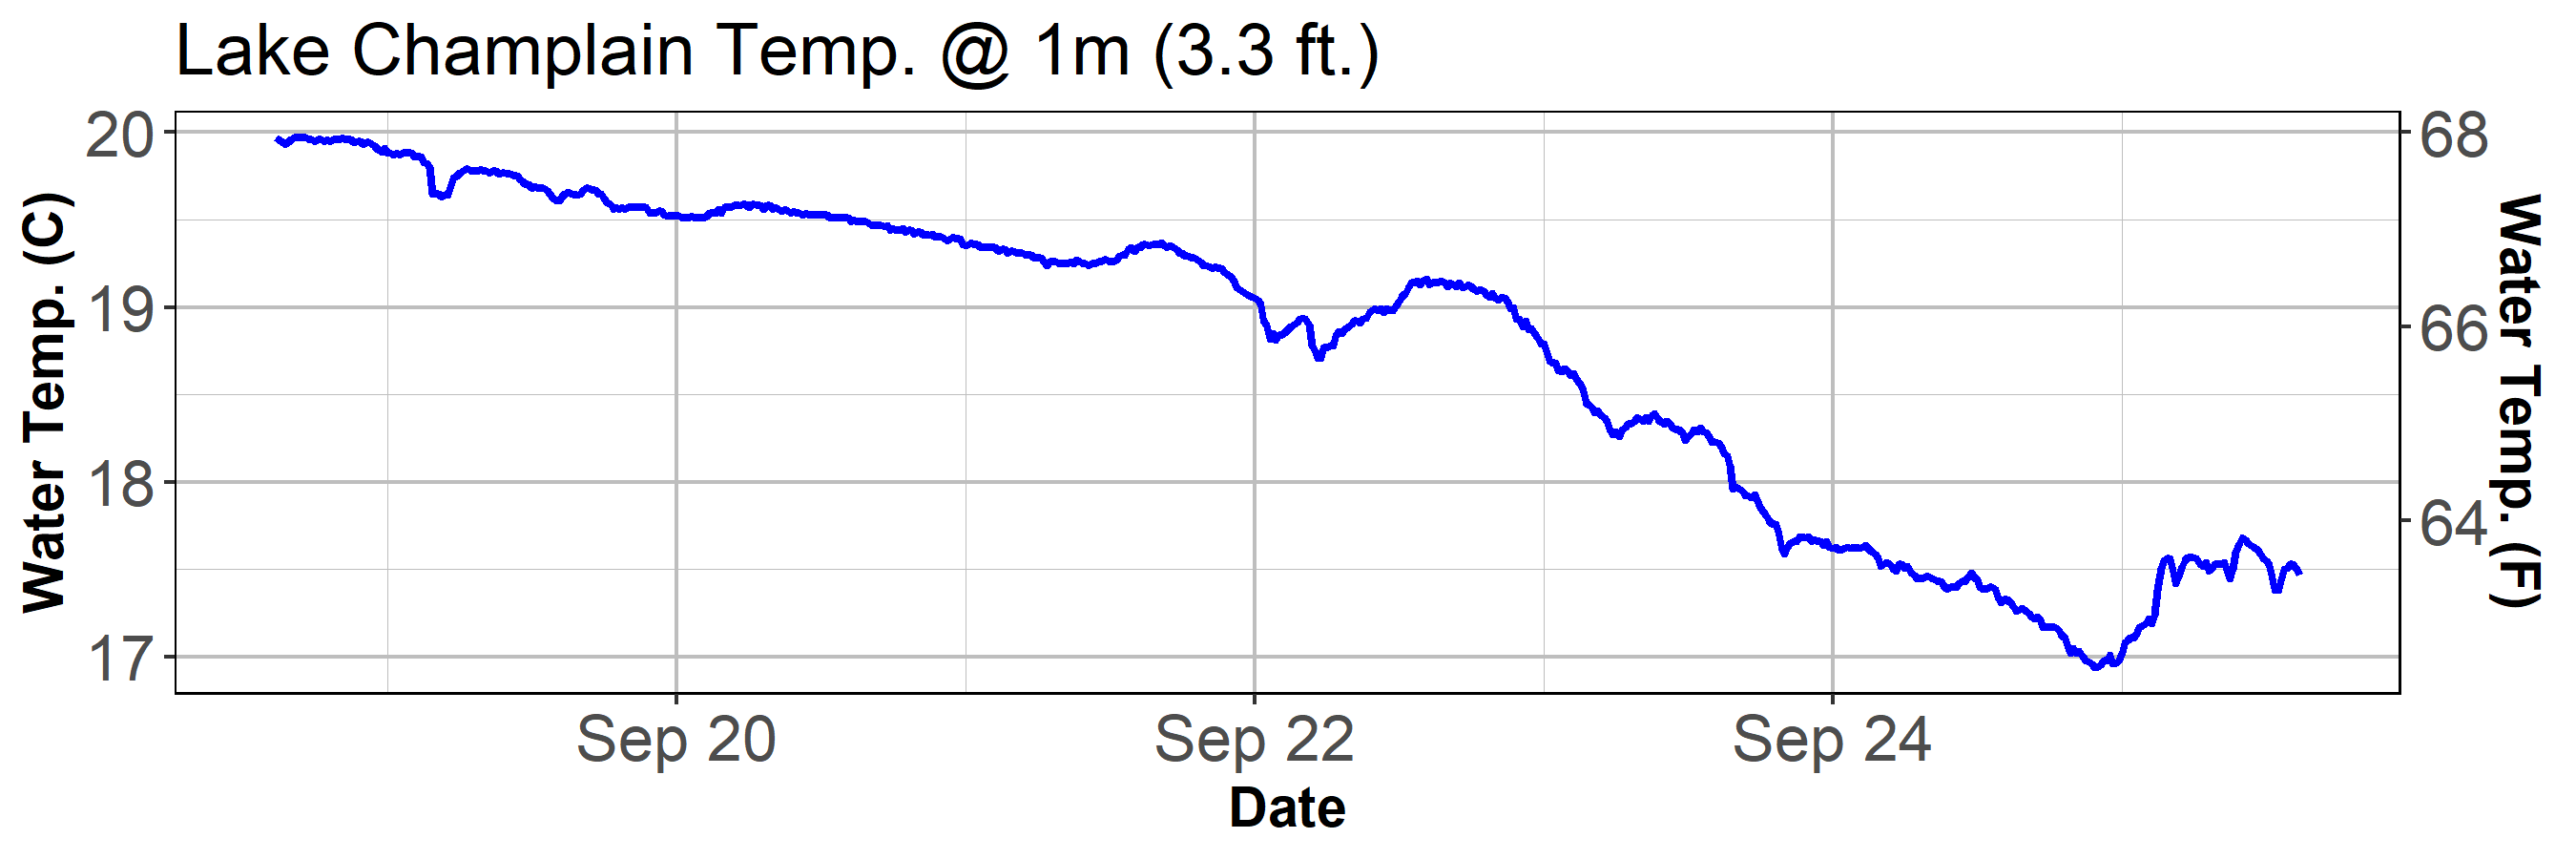 Lake Champlain Temp. @ 1m (3.3 ft.)
20
19
18
17
Water Temp. (C)
68
66
64
Water Temp. (F)
Sep 20
Sep 22
Sep 24
Date